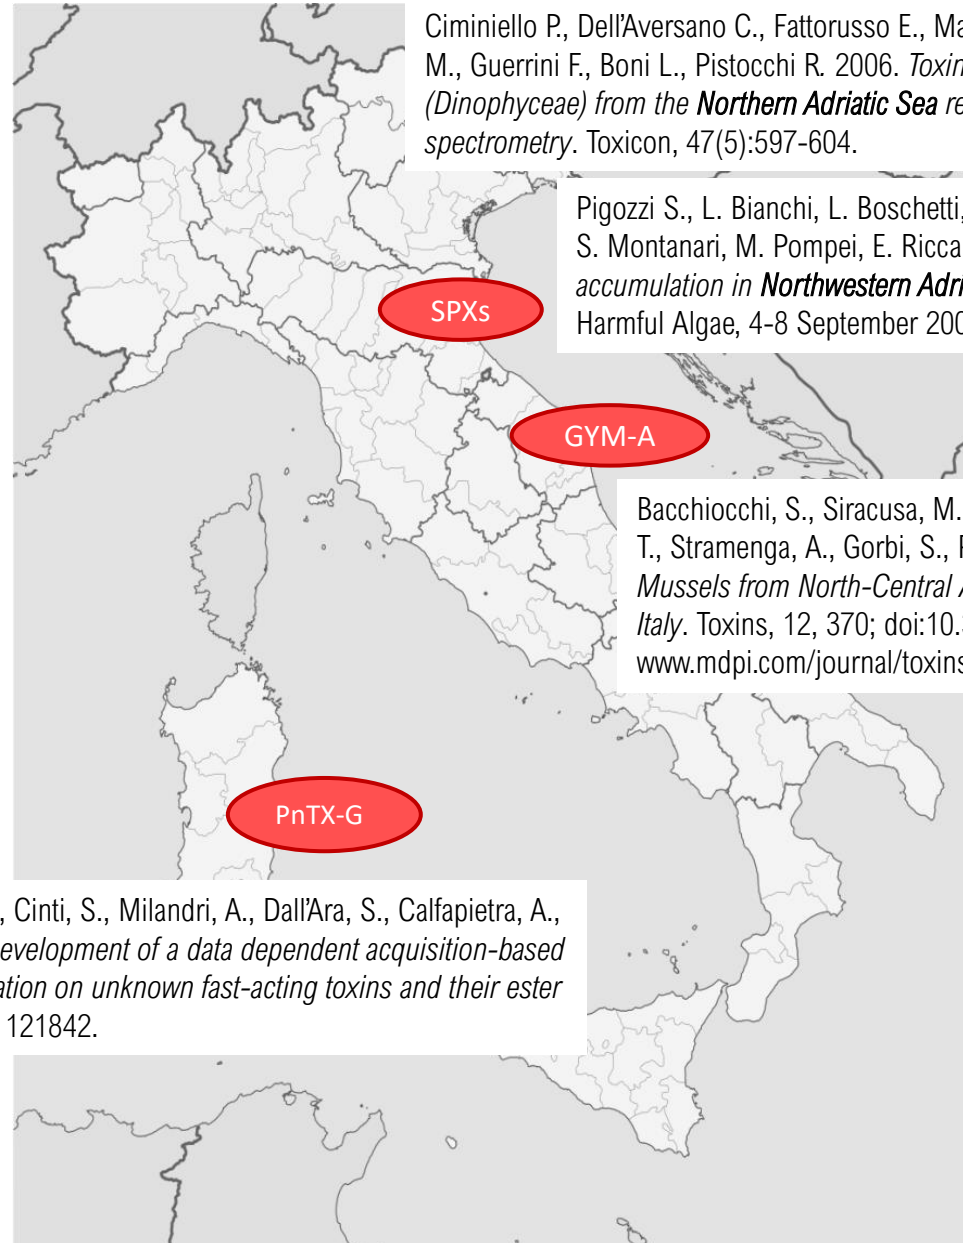 Ciminiello P., Dell'Aversano C., Fattorusso E., Ma
M., Guerrini F., Boni L., Pistocchi R. 2006. Toxin
(Dinophyceae) from the Northern Adriatic Sea re
spectrometry. Toxicon, 47(5):597-604.
Pigozzi S., L. Bianchi, L. Boschetti,
S. Montanari, M. Pompei, E. Ricca
accumulation in Northwestern Adri
Harmful Algae, 4-8 September 200
SPXs
GYM-A
Bacchiocchi, S., Siracusa, M.
T., Stramenga, A., Gorbi, S., P
Mussels from North-Central A
Italy. Toxins, 12, 370; doi:10.3
www.mdpi.com/journal/toxins
PnTX-G
, Cinti, S., Milandri, A., Dall'Ara, S., Calfapietra, A.,
evelopment of a data dependent acquisition-based
ation on unknown fast-acting toxins and their ester
121842.